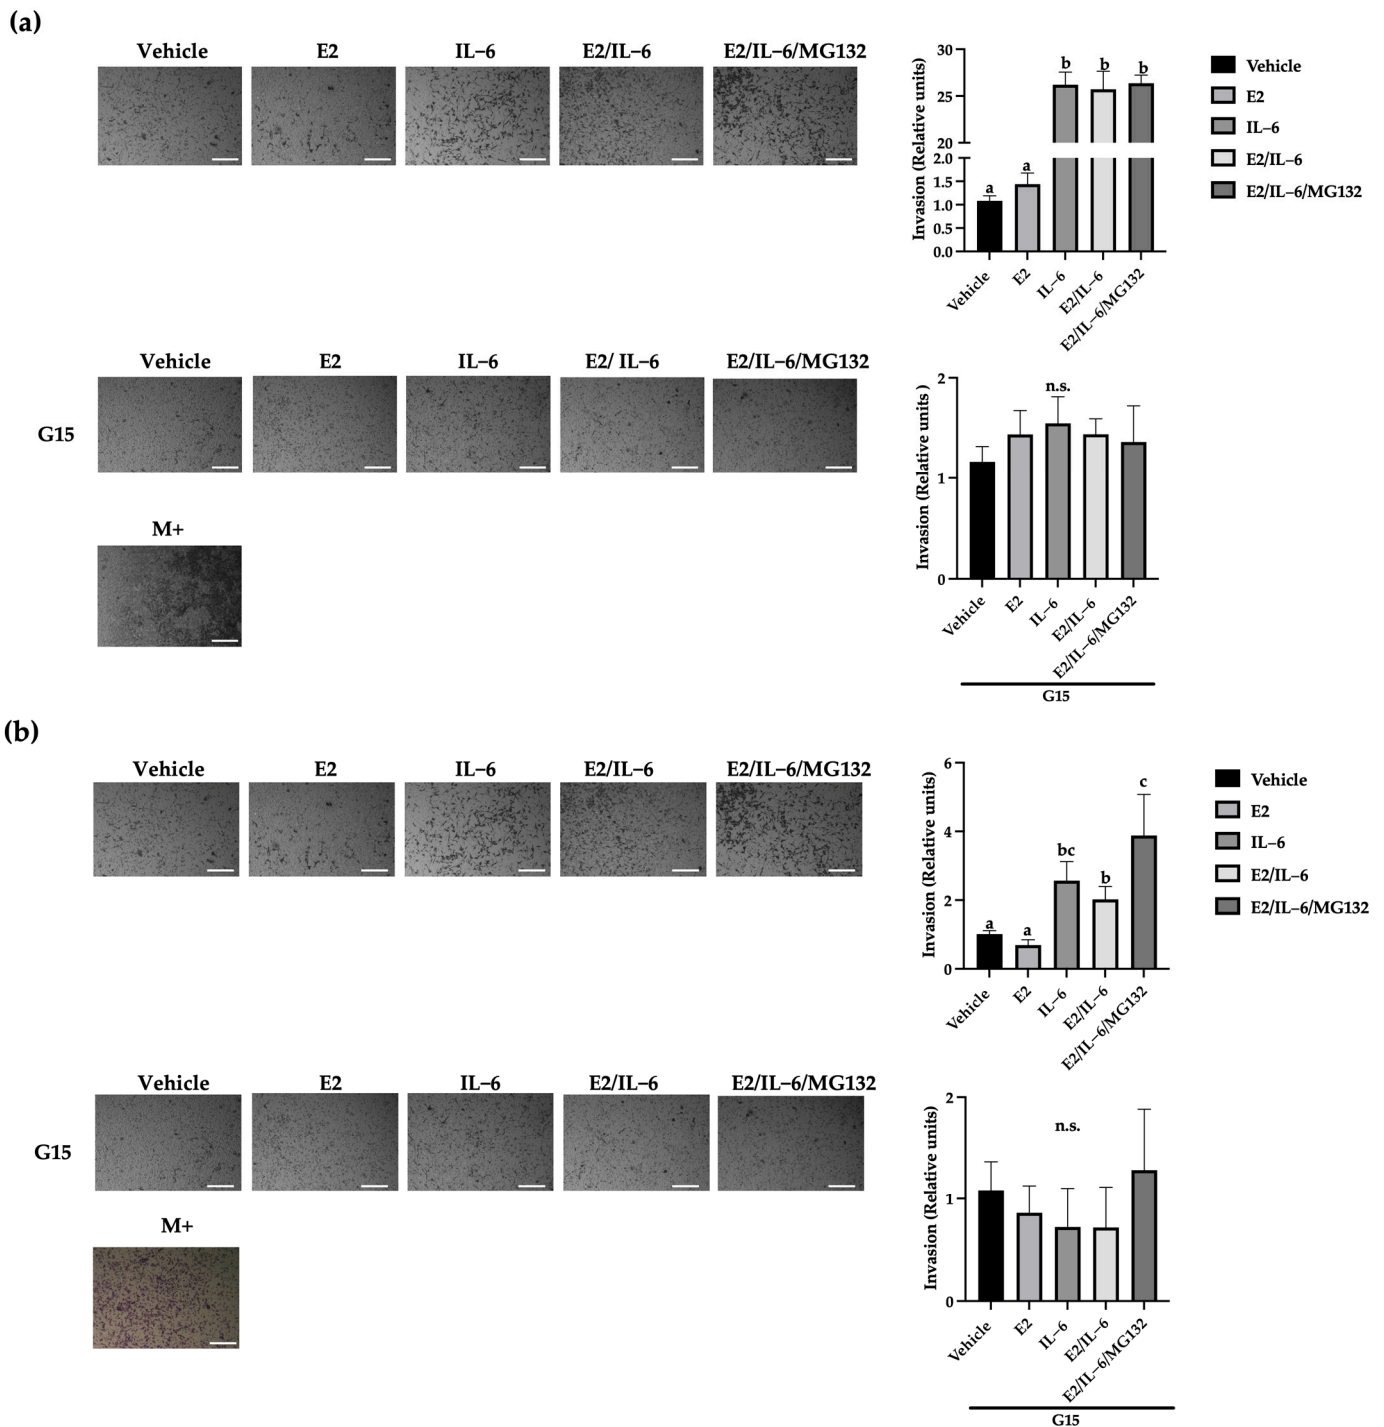 (a)
Vehicle E2 IL−6 E2/IL−6 E2/IL−6/MG132
Invasion (Relative units)
30
25
20
2.0
1.5
1.0
0.5
0.0
a a b b b
Vehicle E2 IL−6 E2/IL−6 E2/IL−6/MG132
Vehicle
E2
IL−6
E2/IL−6
E2/IL−6/MG132
G15
Vehicle E2 IL−6 E2/ IL−6 E2/IL−6/MG132
Invasion (Relative units )
2
1
0
n.s.
Vehicle E2 IL−6 E2/IL−6 E2/IL−6/MG132
G15
M+
(b)
Vehicle E2 IL−6 E2/IL−6 E2/IL−6/MG132
Invasion (Relative units)
6
4
2
0
a a bc b c
Vehicle E2 IL−6 E2/IL−6 E2/IL−6/MG132
Vehicle
E2
IL−6
E2/IL−6
E2/IL−6/MG132
G15
Vehicle E2 IL−6 E2/IL−6 E2/IL−6/MG132
Invasion (Relative units)
2
1
0
n.s.
Vehicle E2 IL−6 E2/IL−6 E2/IL−6/MG132
G15
M+